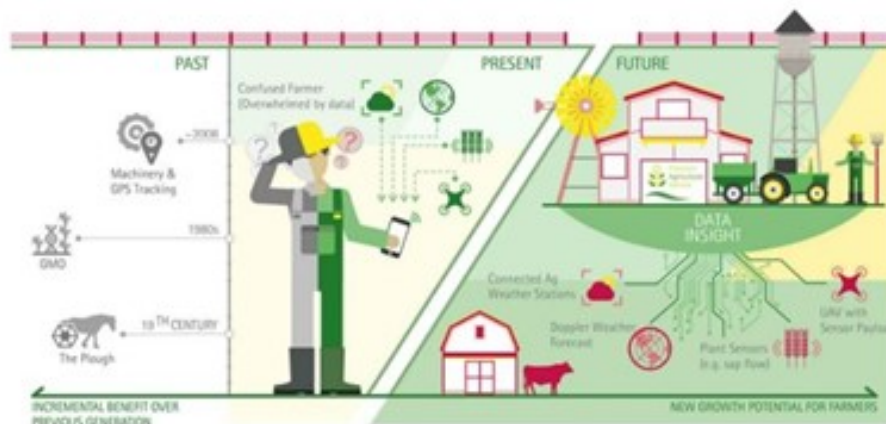 PAST
PRESENT
FUTURE
Confused Farmer
(Overwhelmed by data)
~2008
Machinery &
GPS Tracking
1980s
GMO
19TH CENTURY
The Plough
INCREMENTAL BENEFIT OVER
PREVIOUS GENERATION
Agriculture
DATA
INSIGHT
Connected Ag
Weather Stations
Doppler Weather
Forecast
Plant Sensors
(e.g. sap flow)
UAV with
Sensor Paylo
NEW GROWTH POTENTIAL FOR FARMERS